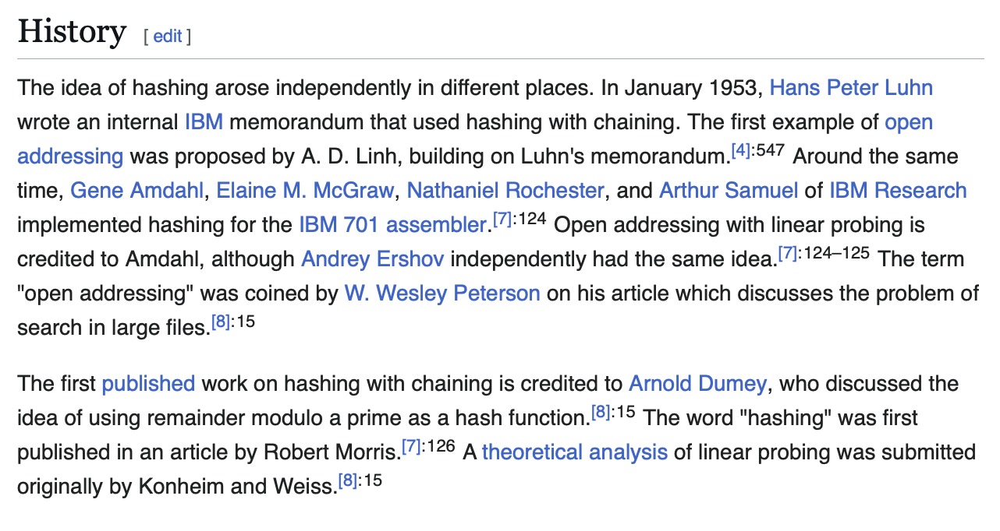 History [ edit ]
The idea of hashing arose independently in different places. In January 1953, Hans Peter Luhn
wrote an internal IBM memorandum that used hashing with chaining. The first example of open
addressing was proposed by A. D. Linh, building on Luhn's memorandum.[4]:547 Around the same
time, Gene Amdahl, Elaine M. McGraw, Nathaniel Rochester, and Arthur Samuel of IBM Research
implemented hashing for the IBM 701 assembler.[7]:124 Open addressing with linear probing is
credited to Amdahl, although Andrey Ershov independently had the same idea.[7]:124–125 The term
"open addressing" was coined by W. Wesley Peterson on his article which discusses the problem of
search in large files.[8]:15
The first published work on hashing with chaining is credited to Arnold Dumey, who discussed the
idea of using remainder modulo a prime as a hash function.[8]:15 The word "hashing" was first
published in an article by Robert Morris.[7]:126 A theoretical analysis of linear probing was submitted
originally by Konheim and Weiss.[8]:15